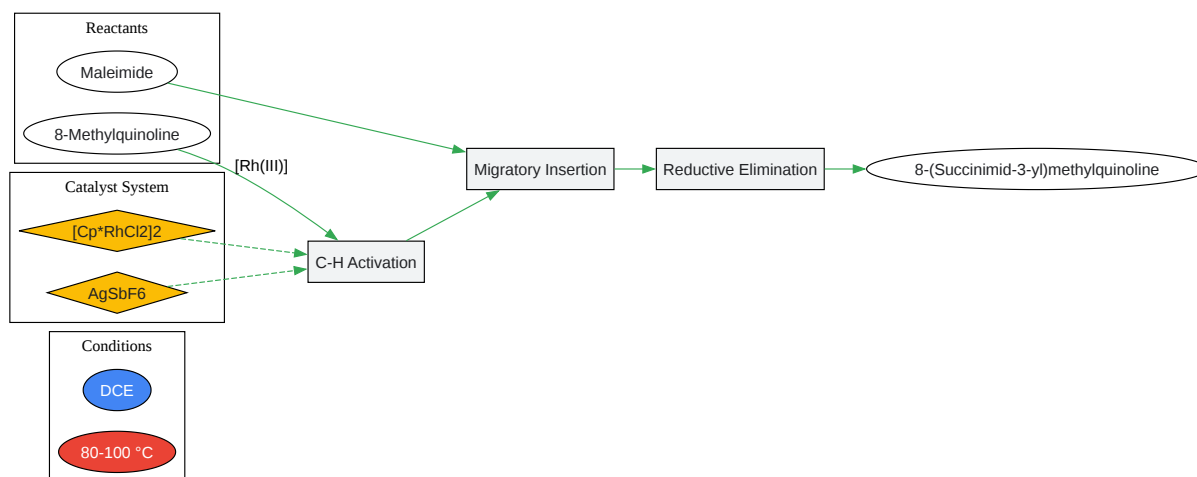 Reactants
Maleimide
8-Methylquinoline
[Rh(III)]
Catalyst System
[Cp*RhCl2]2
AgSbF6
Conditions
DCE
80-100 °C
C-H Activation
Migratory Insertion
Reductive Elimination
8-(Succinimid-3-yl)methylquinoline